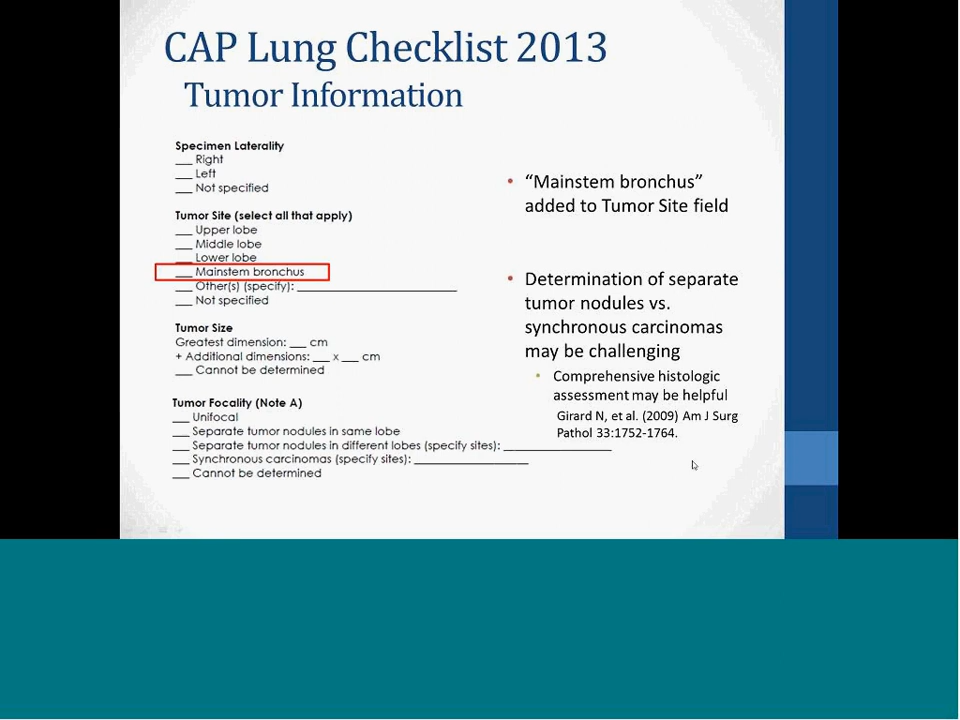 CAP Lung Checklist 2013
Tumor Information
Specimen Laterality
___ Right
___ Left
___ Not specified
Tumor Site (select all that apply)
___ Upper lobe
___ Middle lobe
___ Lower lobe
___ Mainstem bronchus
___ Other(s) (specify): __________________________
___ Not specified
Tumor Size
Greatest dimension: ___ cm
+ Additional dimensions: ___ x ___ cm
___ Cannot be determined
Tumor Focality (Note A)
___ Unifocal
___ Separate tumor nodules in same lobe
___ Separate tumor nodules in different lobes (specify sites): __________________
___ Synchronous carcinomas (specify sites): ___________________
___ Cannot be determined
• “Mainstem bronchus”
added to Tumor Site field
• Determination of separate
tumor nodules vs.
synchronous carcinomas
may be challenging
• Comprehensive histologic
assessment may be helpful
Girard N, et al. (2009) Am J Surg
Pathol 33:1752-1764.